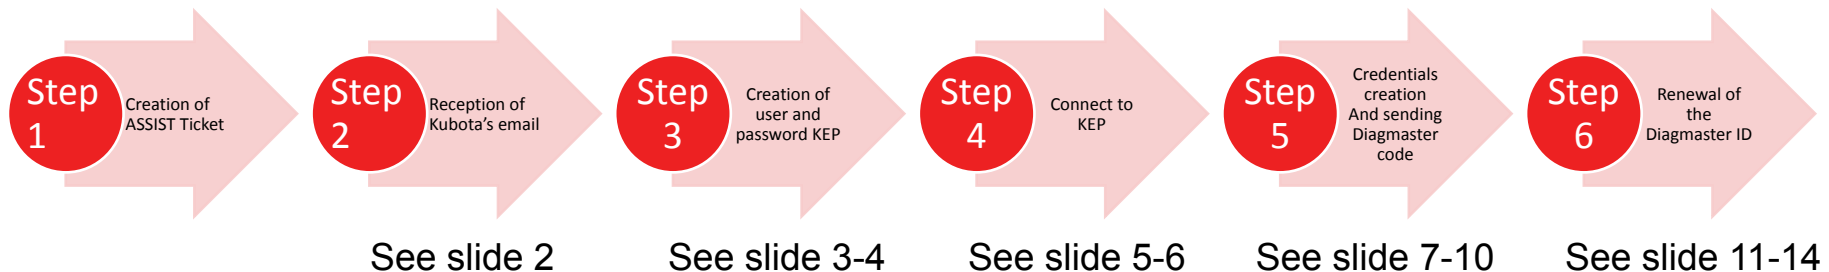 Step
1
Creation of
ASSIST Ticket
Step
2
Reception of
Kubota's email
Step
3
Creation of
user and
password KEP
Step
4
Connect to
KEP
Step
5
Credentials
creation
And sending
Diagmaster
code
Step
6
Renewal of
the
Diagmaster ID
See slide 2
See slide 3-4
See slide 5-6
See slide 7-10
See slide 11-14